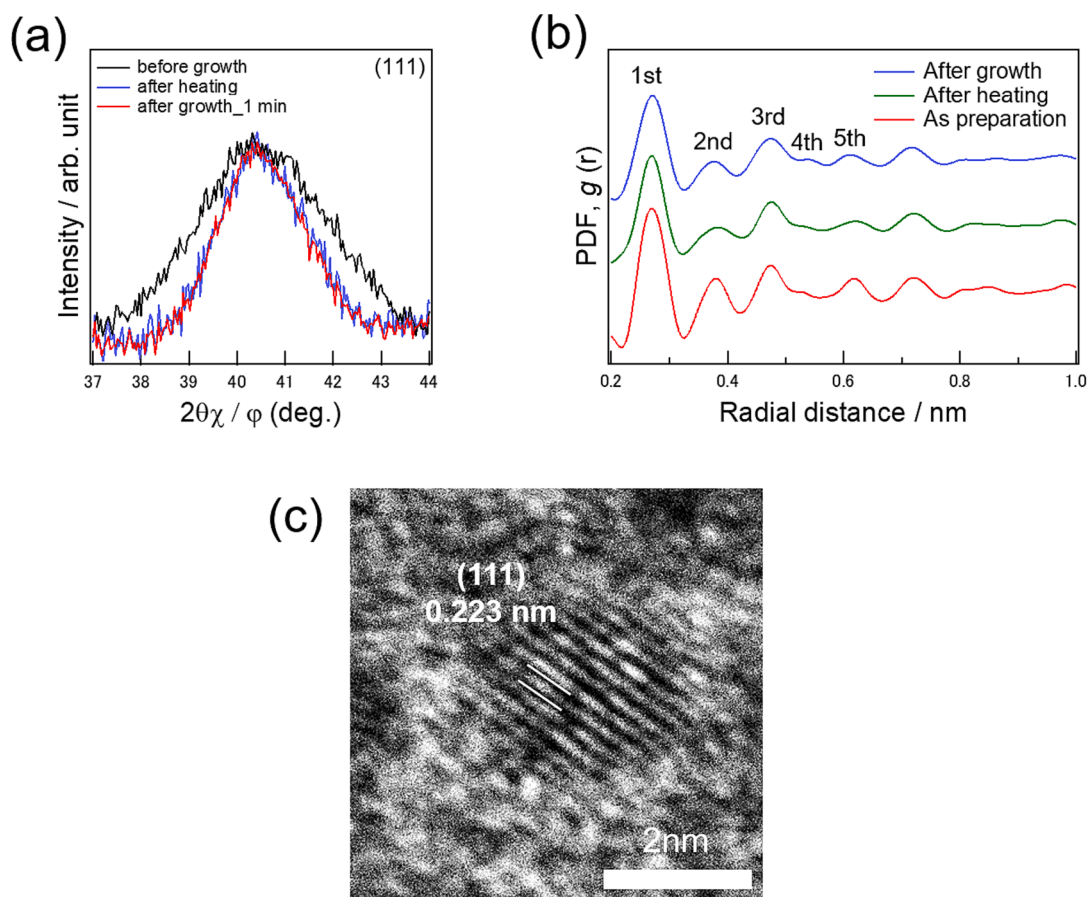 (a)
before growth
after heating
after growth_1 min
(111)
Intensity / arb. unit
37
38
39
40
41
42
43
44
2θχ / φ (deg.)
(b)
1st
2nd
3rd
4th
5th
After growth
After heating
As preparation
PDF, g (r)
0.2
0.4
0.6
0.8
1.0
Radial distance / nm
(c)
(111)
0.223 nm
2nm